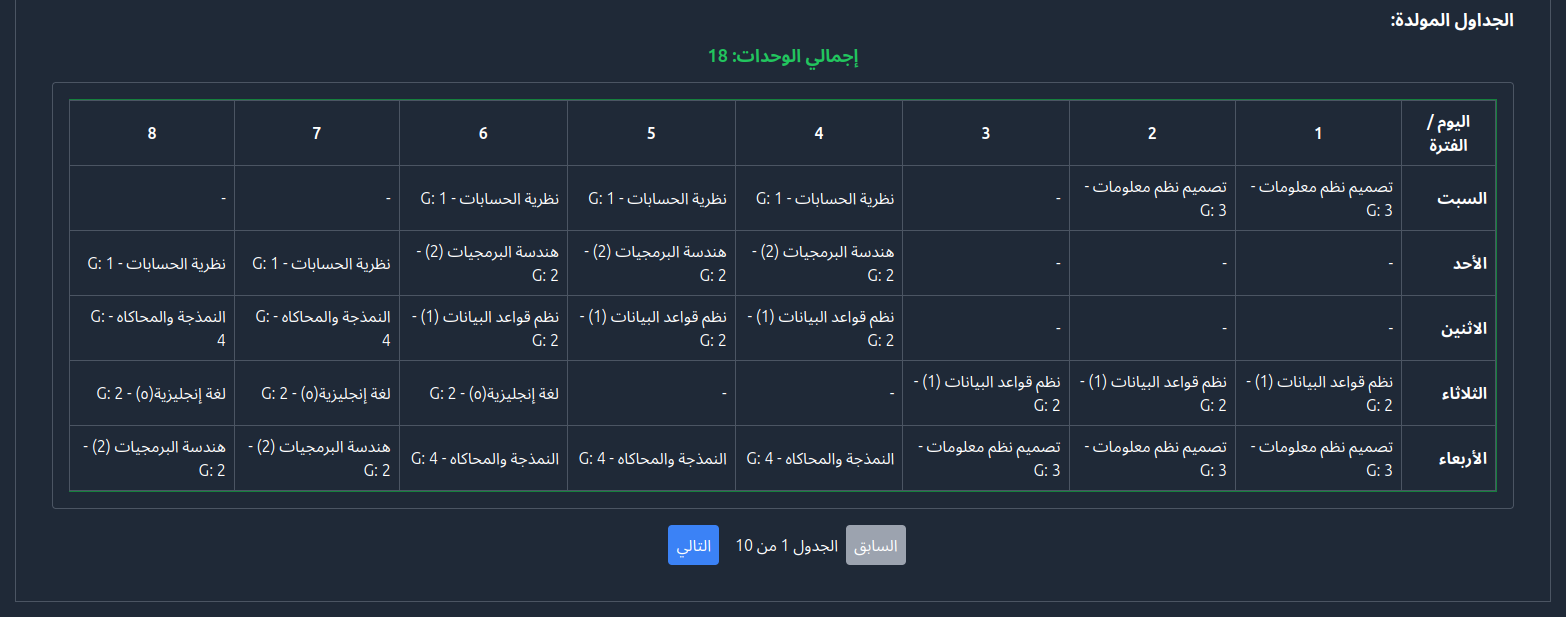 الجداول المولدة:
إجمالي الوحدات: 18
اليوم /
الفترة
1
2
3
4
5
6
7
8
السبت
تصميم نظم معلومات -
G: 3
تصميم نظم معلومات -
G: 3
-
نظرية الحسابات - G: 1
نظرية الحسابات - G: 1
نظرية الحسابات - G: 1
-
-
الأحد
-
-
-
هندسة البرمجيات (2) -
G: 2
هندسة البرمجيات (2) -
G: 2
هندسة البرمجيات (2) -
G: 2
نظرية الحسابات - G: 1
نظرية الحسابات - G: 1
الاثنين
-
-
-
نظم قواعد البيانات (1) -
G: 2
نظم قواعد البيانات (1) -
G: 2
نظم قواعد البيانات (1) -
G: 2
النمذجة والمحاكاه - G:
4
النمذجة والمحاكاه - G:
4
الثلاثاء
نظم قواعد البيانات (1) -
G: 2
نظم قواعد البيانات (1) -
G: 2
نظم قواعد البيانات (1) -
G: 2
-
-
لغة إنجليزية(٥) - G: 2
لغة إنجليزية(٥) - G: 2
لغة إنجليزية(٥) - G: 2
الأربعاء
تصميم نظم معلومات -
G: 3
تصميم نظم معلومات -
G: 3
تصميم نظم معلومات -
G: 3
النمذجة والمحاكاه - G: 4
النمذجة والمحاكاه - G: 4
النمذجة والمحاكاه - G: 4
هندسة البرمجيات (2) -
G: 2
هندسة البرمجيات (2) -
G: 2
السابق
الجدول 1 من 10
التالي